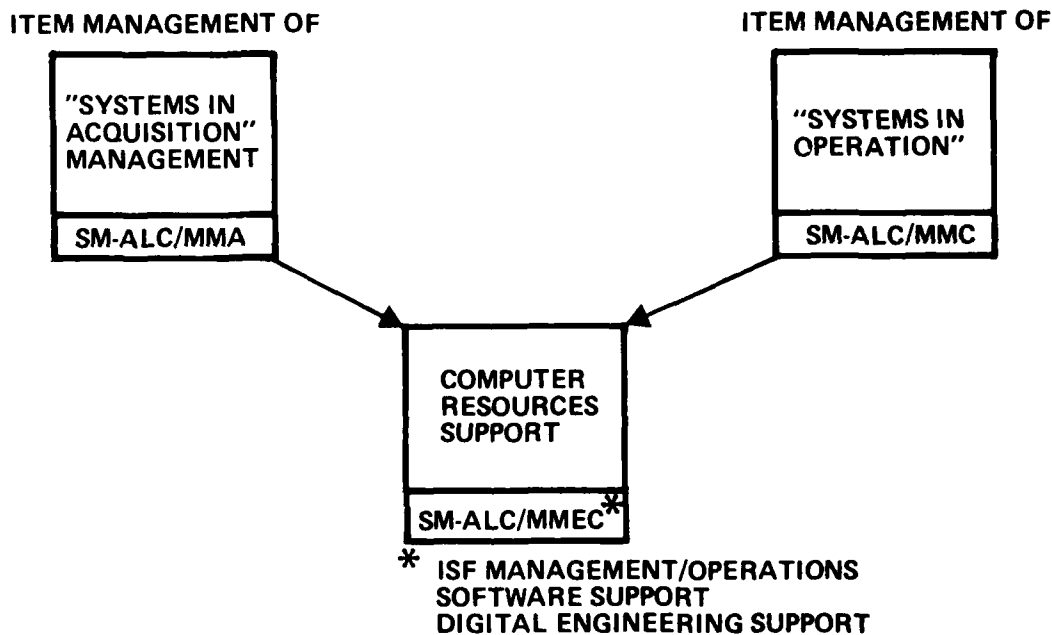 ITEM MANAGEMENT OF
"SYSTEMS IN
ACQUISITION"
MANAGEMENT
SM-ALC/MMA
ITEM MANAGEMENT OF
"SYSTEMS IN
OPERATION"
SM-ALC/MMC
COMPUTER
RESOURCES
SUPPORT
SM-ALC/MMEC*
* ISF MANAGEMENT/OPERATIONS
SOFTWARE SUPPORT
DIGITAL ENGINEERING SUPPORT